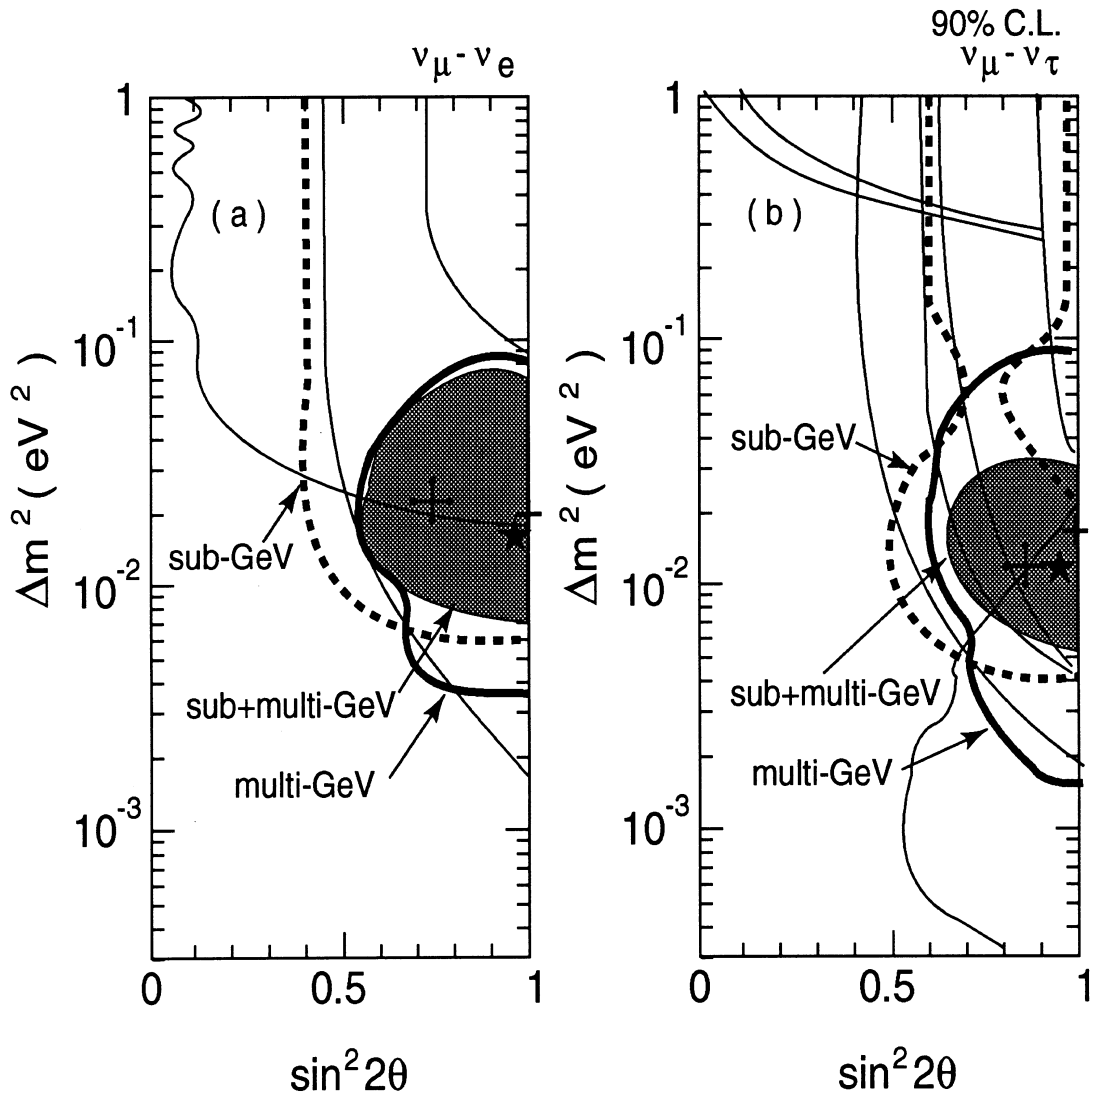 90% C.L.
νμ - νe
νμ - ντ
1
1
(a)
(b)
10⁻¹
10⁻¹
Δm² (eV²)
Δm² (eV²)
sub-GeV
sub-GeV
10⁻²
10⁻²
sub+multi-GeV
sub+multi-GeV
multi-GeV
multi-GeV
10⁻³
10⁻³
0 0.5 1
0 0.5 1
sin²2θ
sin²2θ